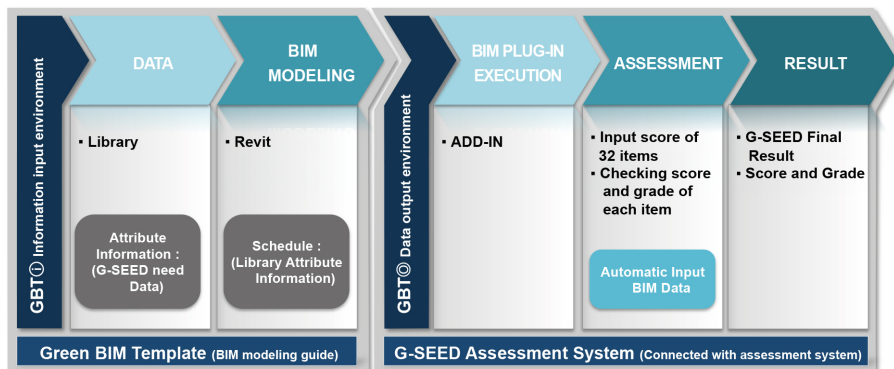 GBTⓘ Information input environment
DATA
▪ Library
Attribute
Information :
(G-SEED need
Data)
BIM
MODELING
▪ Revit
Schedule :
(Library Attribute
Information)
Green BIM Template (BIM modeling guide)
GBTⓞ Data output environment
BIM PLUG-IN
EXECUTION
▪ ADD-IN
ASSESSMENT
▪ Input score of
32 items
▪ Checking score
and grade of
each item
Automatic Input
BIM Data
RESULT
▪ G-SEED Final
Result
▪ Score and Grade
G-SEED Assessment System (Connected with assessment system)